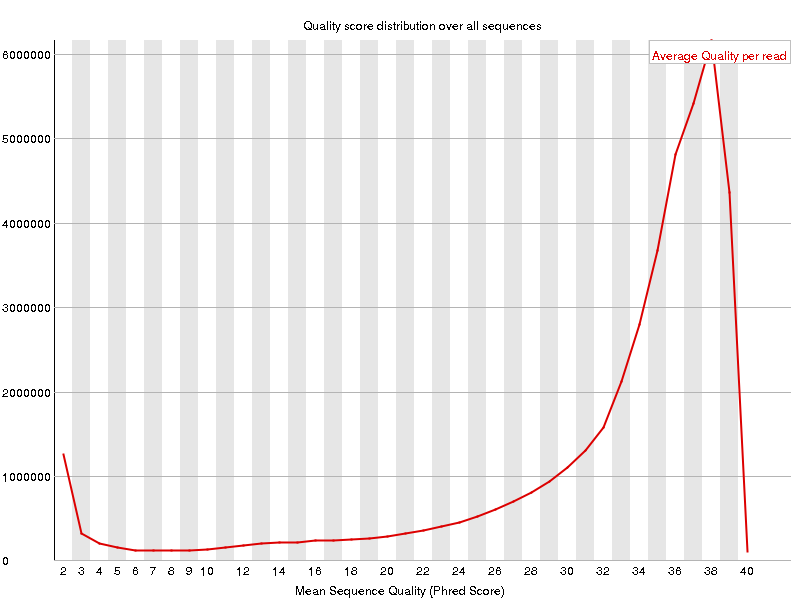 Quality score distribution over all sequences
Average Quality per read
6000000
5000000
4000000
3000000
2000000
1000000
0
2 3 4 5 6 7 8 9 10 12 14 16 18 20 22 24 26 28 30 32 34 36 38 40
Mean Sequence Quality (Phred Score)